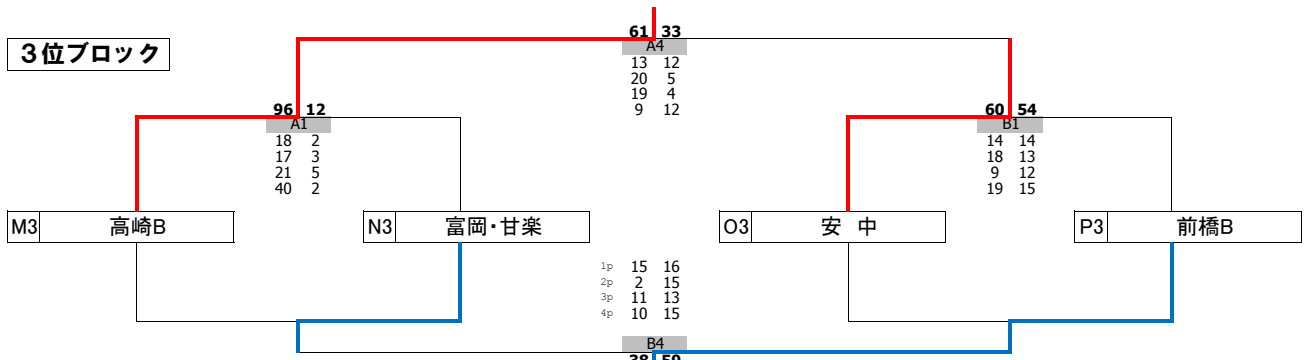 61 33
3位ブロック
A4
13 12
20 5
19 4
9 12
96 12
A1
18 2
17 3
21 5
40 2
60 54
B1
14 14
18 13
9 12
19 15
M3 高崎B
N3 富岡・甘楽
O3 安 中
P3 前橋B
1p 15 16
2p 2 15
3p 11 13
4p 10 15
B4
38 59